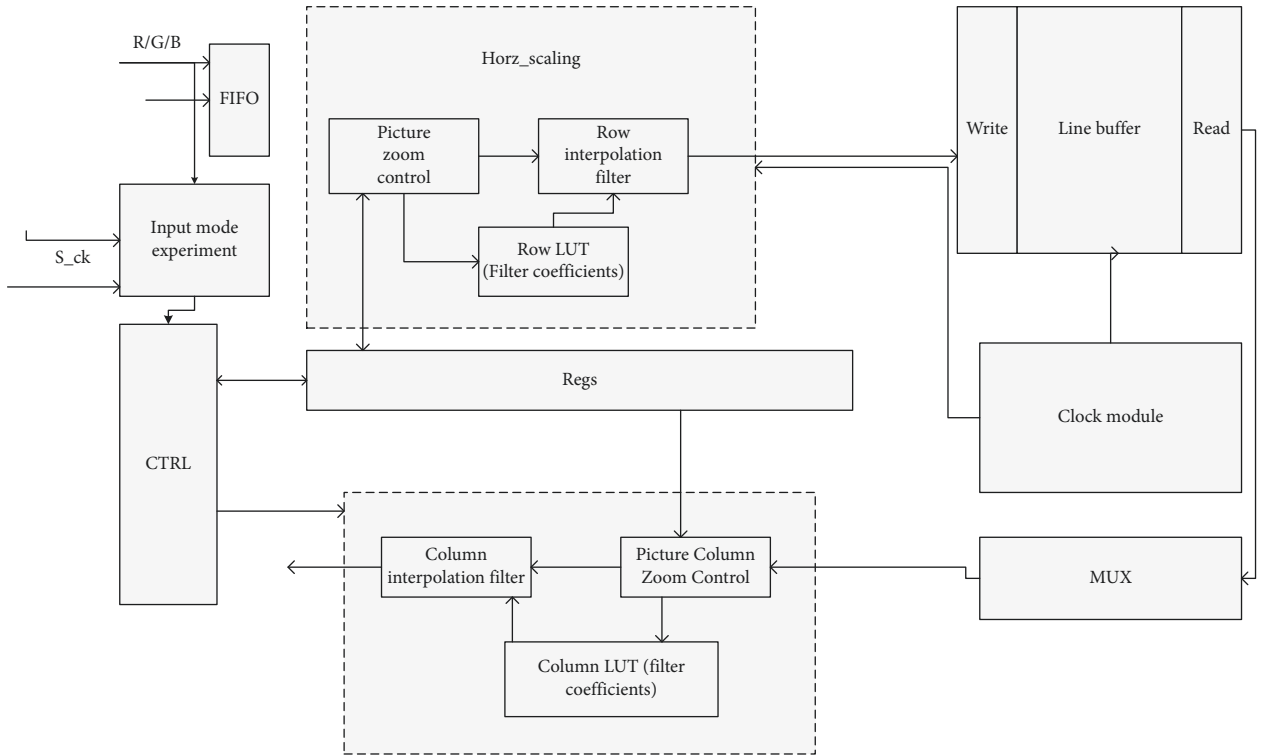 R/G/B
FIFO
Horz_scaling
Picture
zoom
control
Row
interpolation
filter
Row LUT
(Filter coefficients)
Write
Line buffer
Read
Input mode
experiment
S_ck
Regs
Clock module
CTRL
Column
interpolation filter
Picture Column
Zoom Control
MUX
Column LUT (filter
coefficients)